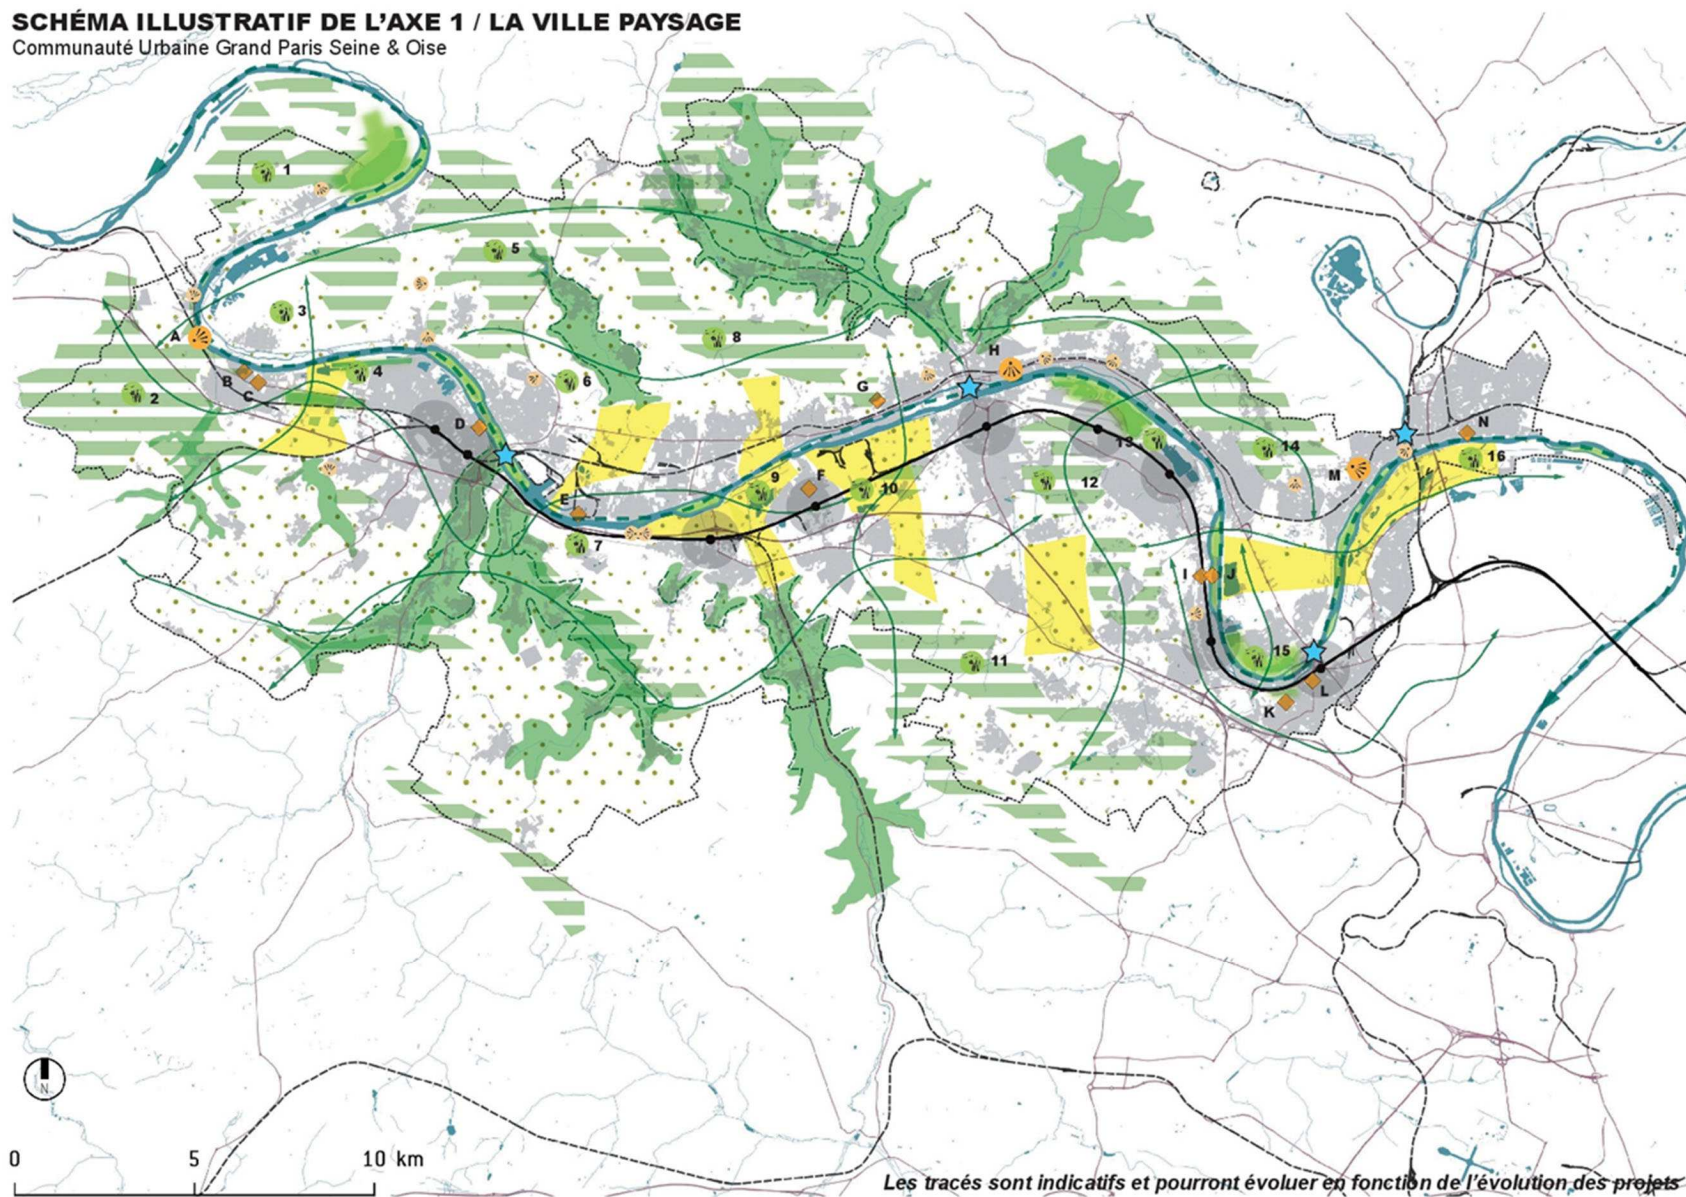 SCHÉMA ILLUSTRATIF DE L'AXE 1 / LA VILLE PAYSAGE
Communauté Urbaine Grand Paris Seine & Oise
1
5
3
A
8
H
B
4
6
2
C
G
D
N
13
14
16
M
9
F
10
12
E
7
I
J
15
11
L
K
N
0
5
10 km
Les tracés sont indicatifs et pourront évoluer en fonction de l'évolution des projets